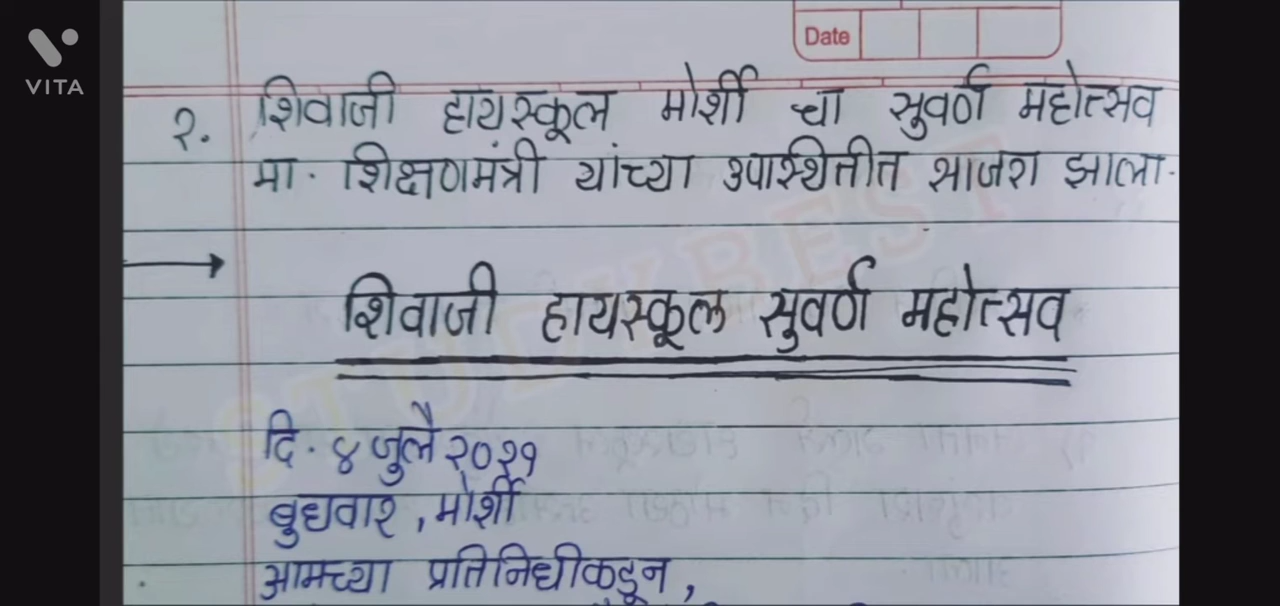 VITA
Date
२. शिवाजी हायस्कूल मोर्शी चा सुवर्ण महोत्सव
मा. शिक्षणमंत्री यांच्या उपस्थितीत साजरा झाला.
शिवाजी हायस्कूल सुवर्ण महोत्सव
दि. ४ जुलै २०२१
बुधवार, मोर्शी
आमच्या प्रतिनिधीकडून,